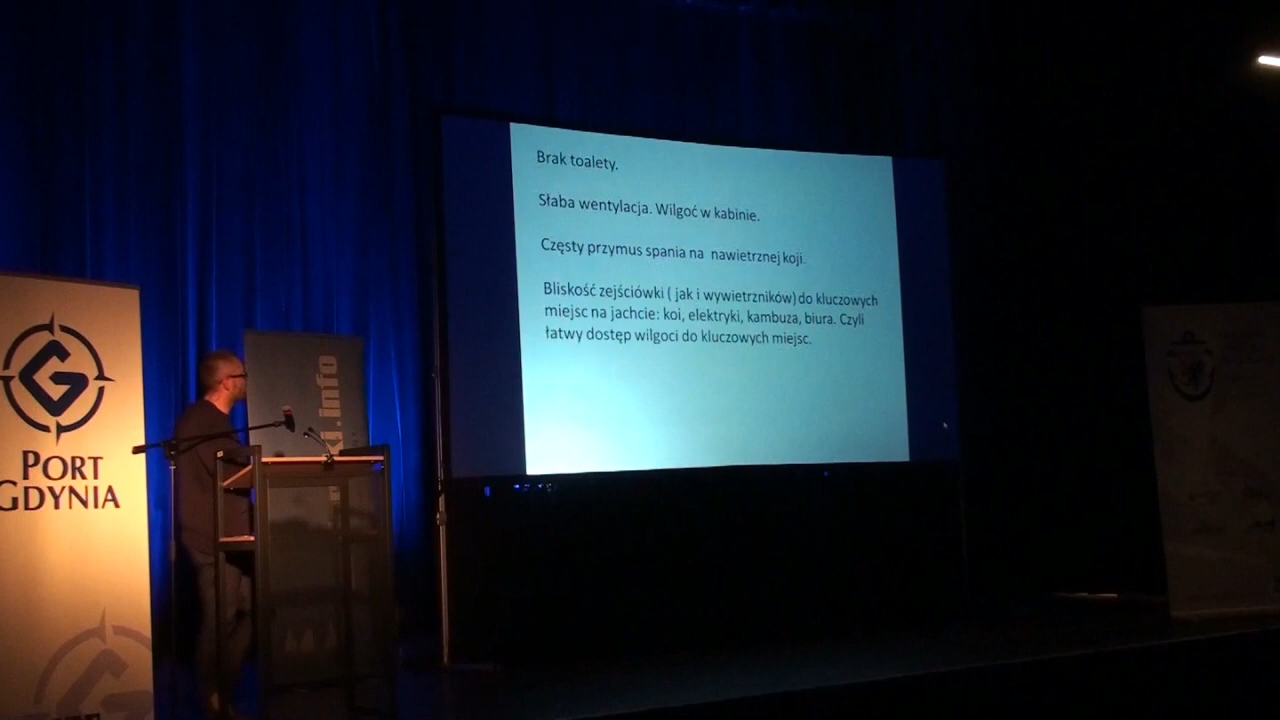 Brak toalety.
Słaba wentylacja. Wilgoć w kabinie.
Częsty przymus spania na nawietrznej koji.
Bliskość zejściówki ( jak i wywietrzników) do kluczowych
miejsc na jachcie: koi, elektryki, kambuza, biura. Czyli
łatwy dostęp wilgoci do kluczowych miejsc.
PORT
GDYNIA
.info